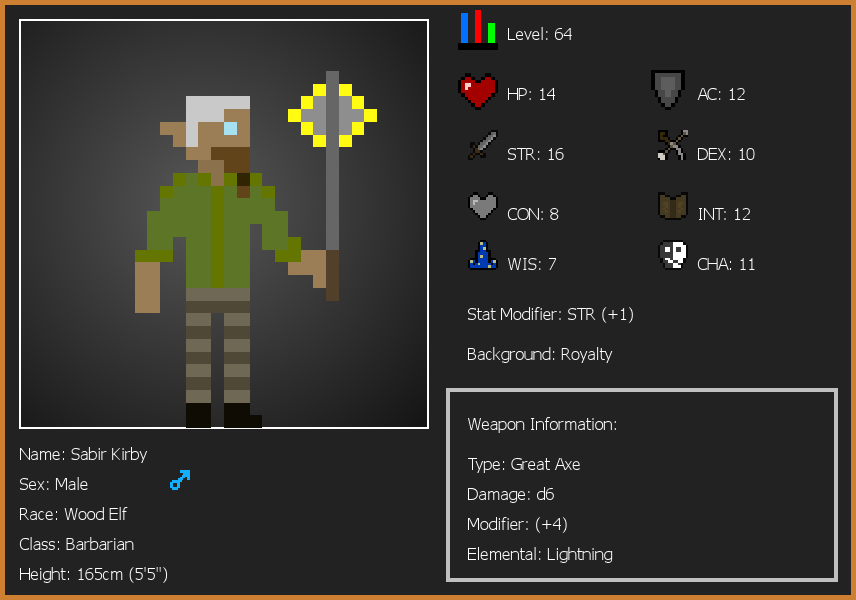 Level: 64
HP: 14
AC: 12
STR: 16
DEX: 10
CON: 8
INT: 12
WIS: 7
CHA: 11
Stat Modifier: STR (+1)
Background: Royalty
Weapon Information:
Type: Great Axe
Damage: d6
Modifier: (+4)
Elemental: Lightning
Name: Sabir Kirby
Sex: Male
Race: Wood Elf
Class: Barbarian
Height: 165cm (5'5")